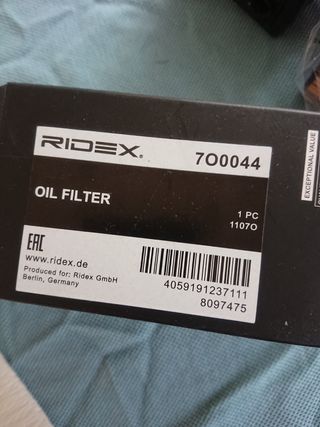 RIDEX®
7O0044
OIL FILTER
1 PC
1107O
EAC
www.ridex.de
Produced for: Ridex GmbH
Berlin, Germany
4059191237111
8097475
EXCEPTIONAL VALUE